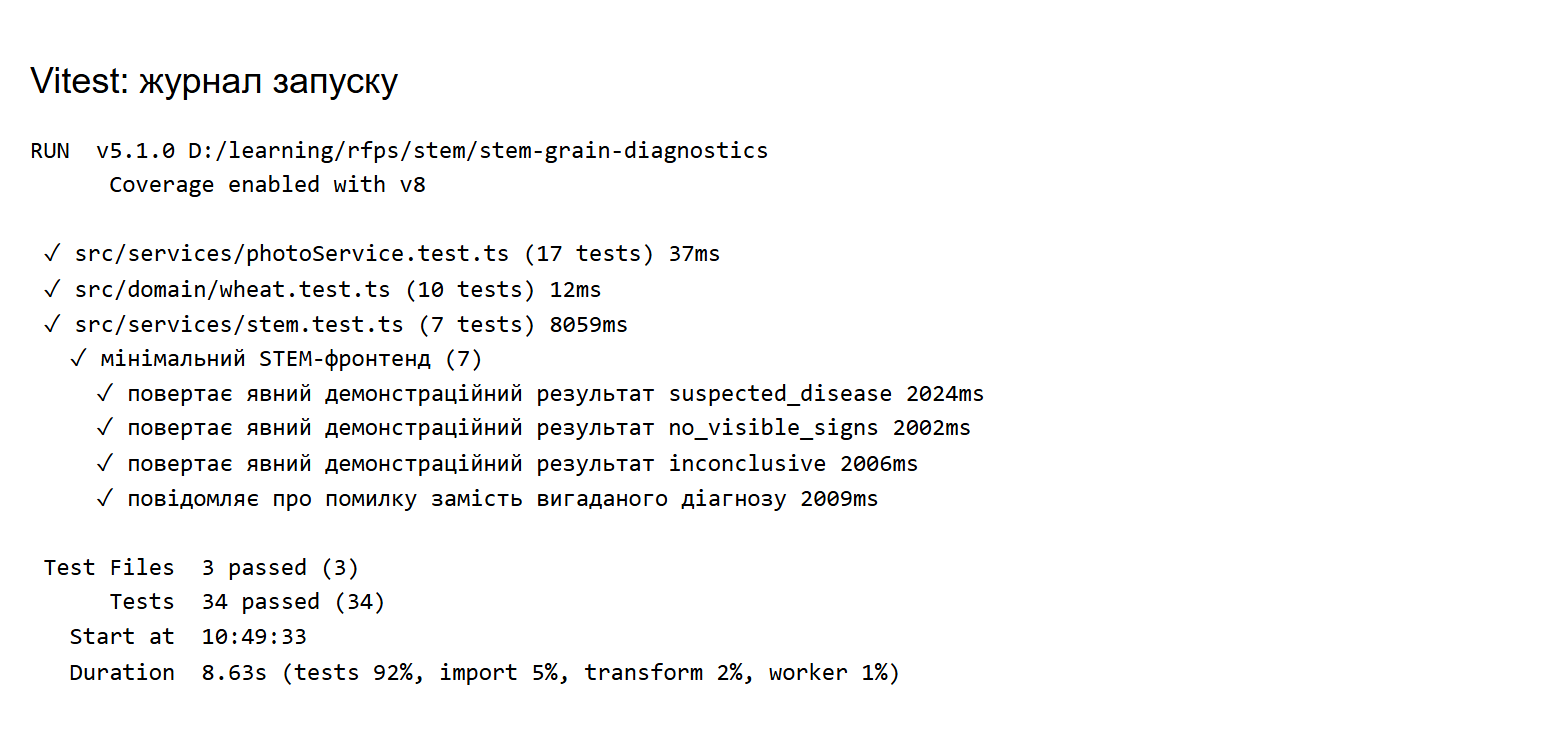 Vitest: журнал запуску
RUN  v5.1.0 D:/learning/rfps/stem/stem-grain-diagnostics
Coverage enabled with v8
✓ src/services/photoService.test.ts (17 tests) 37ms
✓ src/domain/wheat.test.ts (10 tests) 12ms
✓ src/services/stem.test.ts (7 tests) 8059ms
✓ мінімальний STEM-фронтенд (7)
✓ повертає явний демонстраційний результат suspected_disease 2024ms
✓ повертає явний демонстраційний результат no_visible_signs 2002ms
✓ повертає явний демонстраційний результат inconclusive 2006ms
✓ повідомляє про помилку замість вигаданого діагнозу 2009ms
Test Files  3 passed (3)
Tests  34 passed (34)
Start at  10:49:33
Duration  8.63s (tests 92%, import 5%, transform 2%, worker 1%)